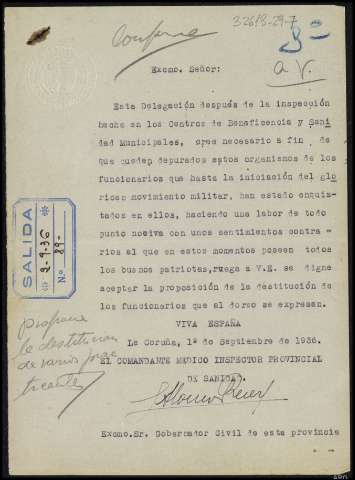 32618-29-7
Conforme
B=
a V.
Excmo. Señor:
Esta Delegación después de la inspección
hecha en los Centros de Beneficencia y Sani
dad Municipales, cree necesario a fin de
que queden depurados estos organismos de los
funcionarios que hasta la iniciación del glo
rioso movimiento militar, han estado enquis-
tados en ellos, haciendo una labor de todo
punto nociva con unos sentimientos contra-
rios al que en estos momentos poseen todos
los buenos patriotas,ruega a V.E. se digne
aceptar la proposición de la destitución de
los funcionarios que al dorso se expresan.
VIVA ESPAÑA
La Coruña, 1º de Septiembre de 1936.
EL COMANDANTE MEDICO INSPECTOR PROVINCIAL
DE SANIDAD.
SALIDA
2-9-36
N.º 89-
propone
la destitucion
de varios prac
ticantes
Excmo.Sr. Gobernador Civil de esta provincia